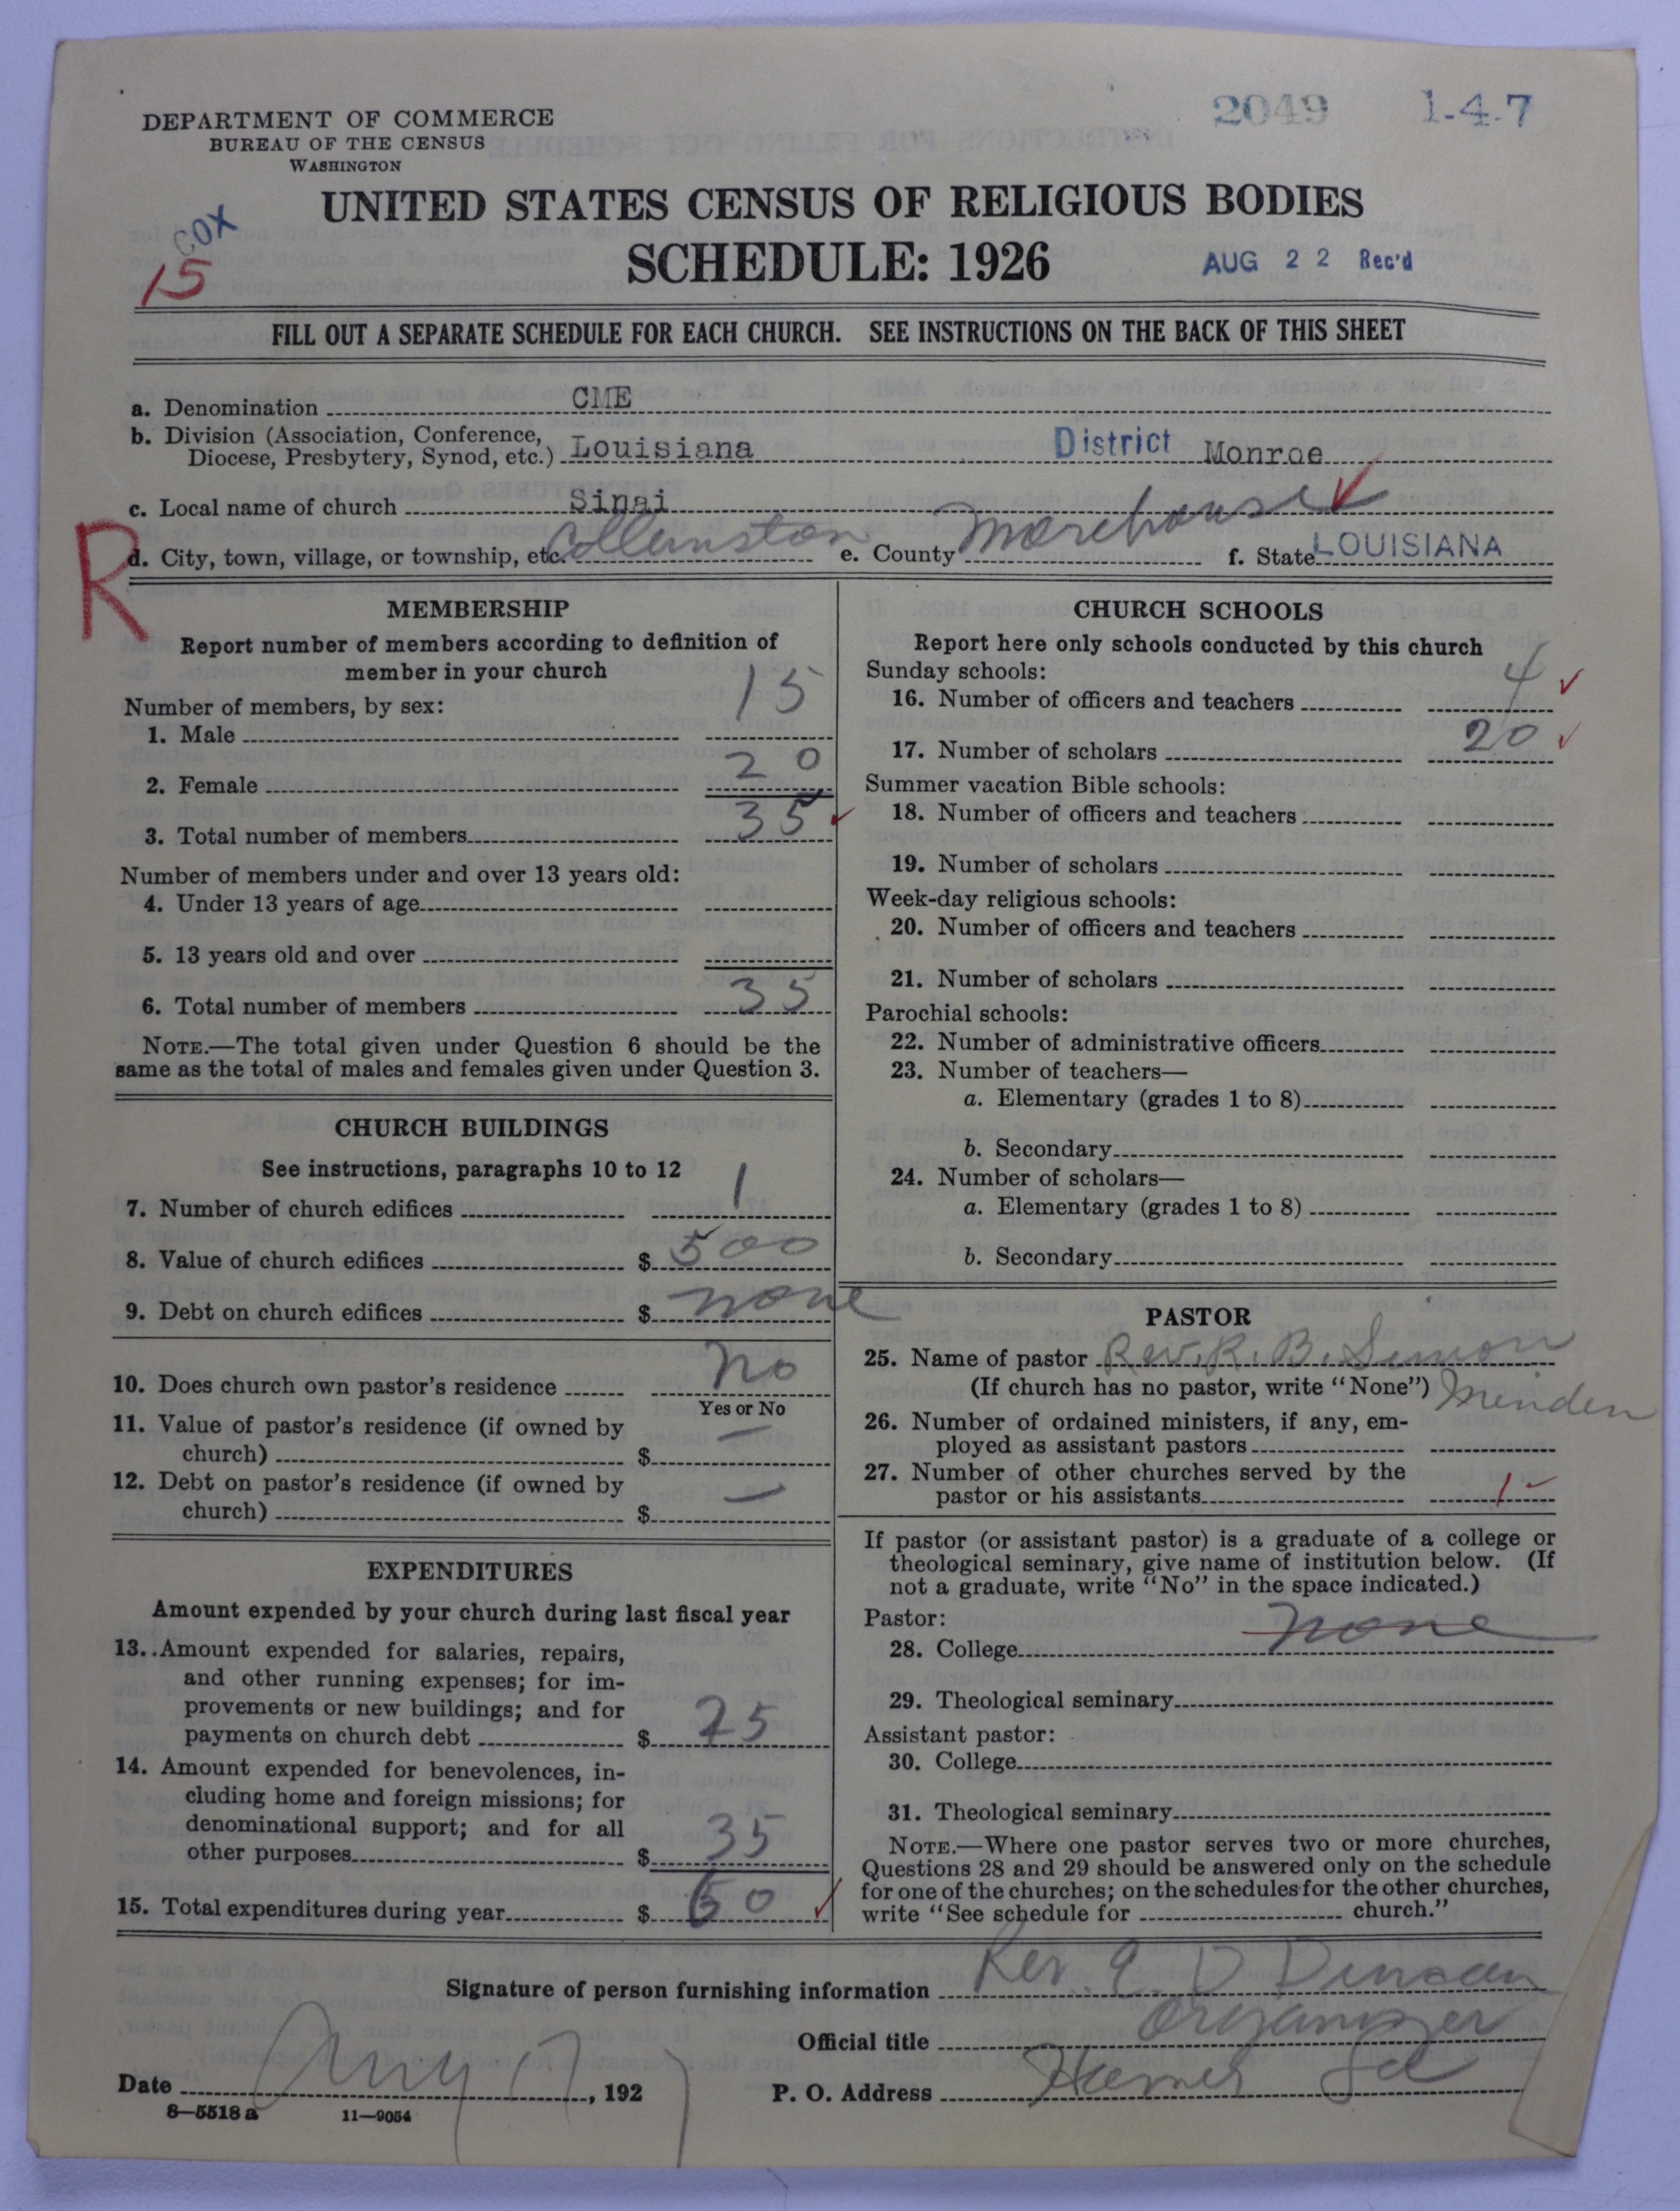 2049 1-4-7
DEPARTMENT OF COMMERCE
BUREAU OF THE CENSUS
WASHINGTON
UNITED STATES CENSUS OF RELIGIOUS BODIES
COX
15
SCHEDULE: 1926
AUG 22 Rec'd
FILL OUT A SEPARATE SCHEDULE FOR EACH CHURCH. SEE INSTRUCTIONS ON THE BACK OF THIS SHEET
a. Denomination CME
b. Division (Association, Conference, Diocese, Presbytery, Synod, etc.) Louisiana District Monroe
c. Local name of church Sinai
R
d. City, town, village, or township, etc. Collinston e. County Morehouse f. State LOUISIANA
MEMBERSHIP
Report number of members according to definition of
member in your church
Number of members, by sex:
1. Male 15
2. Female 20
3. Total number of members 35
Number of members under and over 13 years old:
4. Under 13 years of age
5. 13 years old and over
6. Total number of members 35
NOTE.—The total given under Question 6 should be the
same as the total of males and females given under Question 3.
CHURCH BUILDINGS
See instructions, paragraphs 10 to 12
7. Number of church edifices 1
8. Value of church edifices $ 500
9. Debt on church edifices $ none
10. Does church own pastor's residence No
Yes or No
11. Value of pastor's residence (if owned by
church) $ —
12. Debt on pastor's residence (if owned by
church) $ —
EXPENDITURES
Amount expended by your church during last fiscal year
13. Amount expended for salaries, repairs,
and other running expenses; for im-
provements or new buildings; and for
payments on church debt $ 25
14. Amount expended for benevolences, in-
cluding home and foreign missions; for
denominational support; and for all
other purposes $ 35
15. Total expenditures during year $ 60
CHURCH SCHOOLS
Report here only schools conducted by this church
Sunday schools:
16. Number of officers and teachers 4
17. Number of scholars 20
Summer vacation Bible schools:
18. Number of officers and teachers
19. Number of scholars
Week-day religious schools:
20. Number of officers and teachers
21. Number of scholars
Parochial schools:
22. Number of administrative officers
23. Number of teachers—
a. Elementary (grades 1 to 8)
b. Secondary
24. Number of scholars—
a. Elementary (grades 1 to 8)
b. Secondary
PASTOR
25. Name of pastor Rev. R. B. Simon
(If church has no pastor, write "None") Minden
26. Number of ordained ministers, if any, em-
ployed as assistant pastors
27. Number of other churches served by the
pastor or his assistants 1
If pastor (or assistant pastor) is a graduate of a college or
theological seminary, give name of institution below. (If
not a graduate, write "No" in the space indicated.)
Pastor:
28. College none
29. Theological seminary
Assistant pastor:
30. College
31. Theological seminary
NOTE.—Where one pastor serves two or more churches,
Questions 28 and 29 should be answered only on the schedule
for one of the churches; on the schedules for the other churches,
write "See schedule for church."
Signature of person furnishing information Rev. D
Official title Organizer
Date Aug 17, 192 7 P. O. Address Homer La
8—5518 a 11—9054